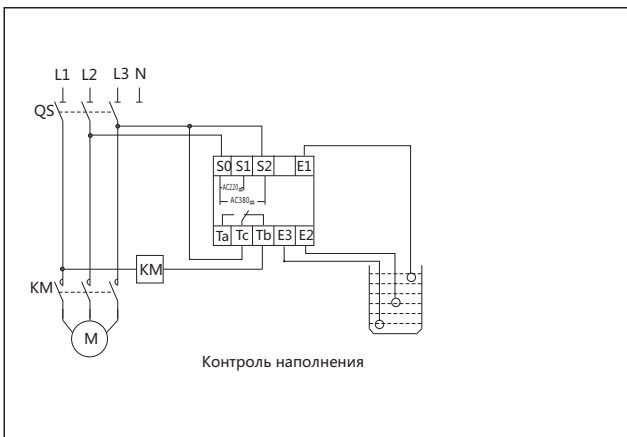 L1 L2 L3 N
QS
S0 S1 S2 E1
AC220
AC380
Ta Tc Tb E3 E2
KM
KM
M
Контроль наполнения